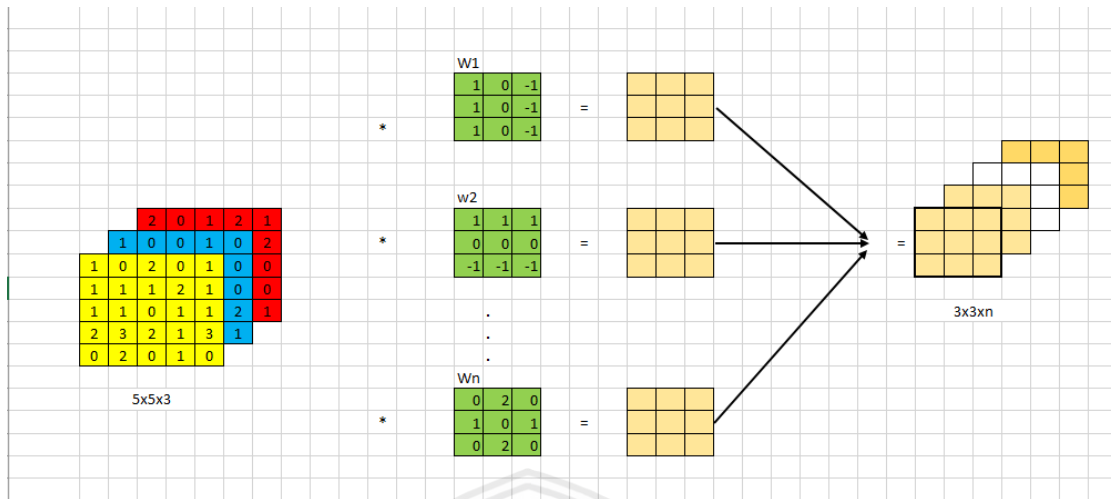 W1
1 0 -1
1 0 -1 =
* 1 0 -1
w2
2 0 1 2 1 1 1 1
1 0 0 1 0 2 * 0 0 0 = =
1 0 2 0 1 0 0 -1 -1 -1
1 1 1 2 1 0 0
1 1 0 1 1 2 1 . 3x3xn
2 3 2 1 3 1 .
0 2 0 1 0 .
Wn
5x5x3 0 2 0
* 1 0 1 =
0 2 0